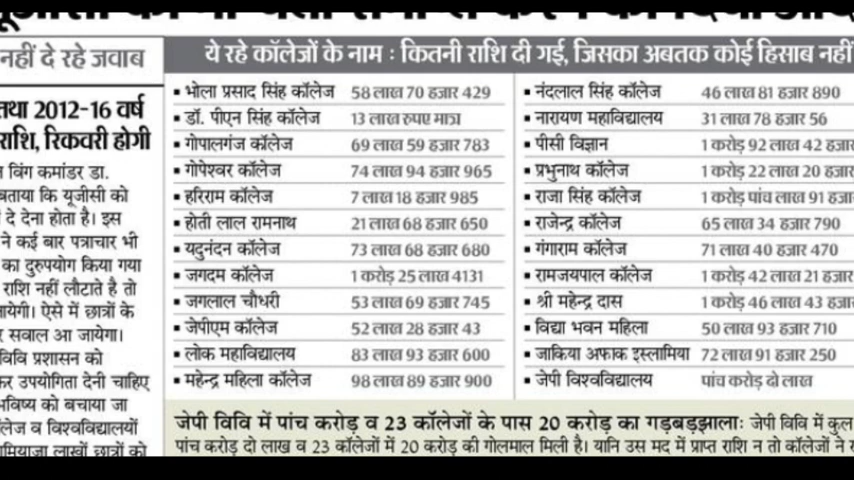 नहीं दे रहे जवाब
तथा 2012-16 वर्ष
राशि, रिकवरी होगी
विंग कमांडर डा.
बताया कि यूजीसी को
दे देना होता है। इस
ने कई बार पत्राचार भी
का दुरुपयोग किया गया
राशि नहीं लौटाते है तो
जायेगी। ऐसे में छात्रों के
सवाल आ जायेगा।
विवि प्रशासन को
कर उपयोगिता देनी चाहिए
भविष्य को बचाया जा
लेज व विश्वविद्यालयों
मियाजा लाखों छात्रों को
ये रहे कॉलेजों के नाम : कितनी राशि दी गई, जिसका अबतक कोई हिसाब नहीं
▪ भोला प्रसाद सिंह कॉलेज 58 लाख 70 हजार 429
▪ डॉ. पीएन सिंह कॉलेज 13 लाख रुपए मात्र
▪ गोपालगंज कॉलेज 69 लाख 59 हजार 783
▪ गोपेश्वर कॉलेज 74 लाख 94 हजार 965
▪ हरिराम कॉलेज 7 लाख 18 हजार 985
▪ होती लाल रामनाथ 21 लाख 68 हजार 650
▪ यदुनंदन कॉलेज 73 लाख 68 हजार 680
▪ जगदम कॉलेज 1 करोड़ 25 लाख 4131
▪ जगलाल चौधरी 53 लाख 69 हजार 745
▪ जेपीएम कॉलेज 52 लाख 28 हजार 43
▪ लोक महाविद्यालय 83 लाख 93 हजार 600
▪ महेन्द्र महिला कॉलेज 98 लाख 89 हजार 900
▪ नंदलाल सिंह कॉलेज 46 लाख 81 हजार 890
▪ नारायण महाविद्यालय 31 लाख 78 हजार 56
▪ पीसी विज्ञान 1 करोड़ 92 लाख 42 हजार
▪ प्रभुनाथ कॉलेज 1 करोड़ 22 लाख 20 हजार
▪ राजा सिंह कॉलेज 1 करोड़ पांच लाख 91 हजार
▪ राजेन्द्र कॉलेज 65 लाख 34 हजार 790
▪ गंगाराम कॉलेज 71 लाख 40 हजार 470
▪ रामजयपाल कॉलेज 1 करोड़ 42 लाख 21 हजार
▪ श्री महेन्द्र दास 1 करोड़ 46 लाख 43 हजार
▪ विद्या भवन महिला 50 लाख 93 हजार 710
▪ जाकिया अफाक इस्लामिया 72 लाख 91 हजार 250
▪ जेपी विश्वविद्यालय पांच करोड़ दो लाख
जेपी विवि में पांच करोड़ व 23 कॉलेजों के पास 20 करोड़ का गड़बड़झालाः जेपी विवि में कुल
पांच करोड़ दो लाख व 23 कॉलेजों में 20 करोड़ की गोलमाल मिली है। यानि उस मद में प्राप्त राशि न तो कॉलेजों ने